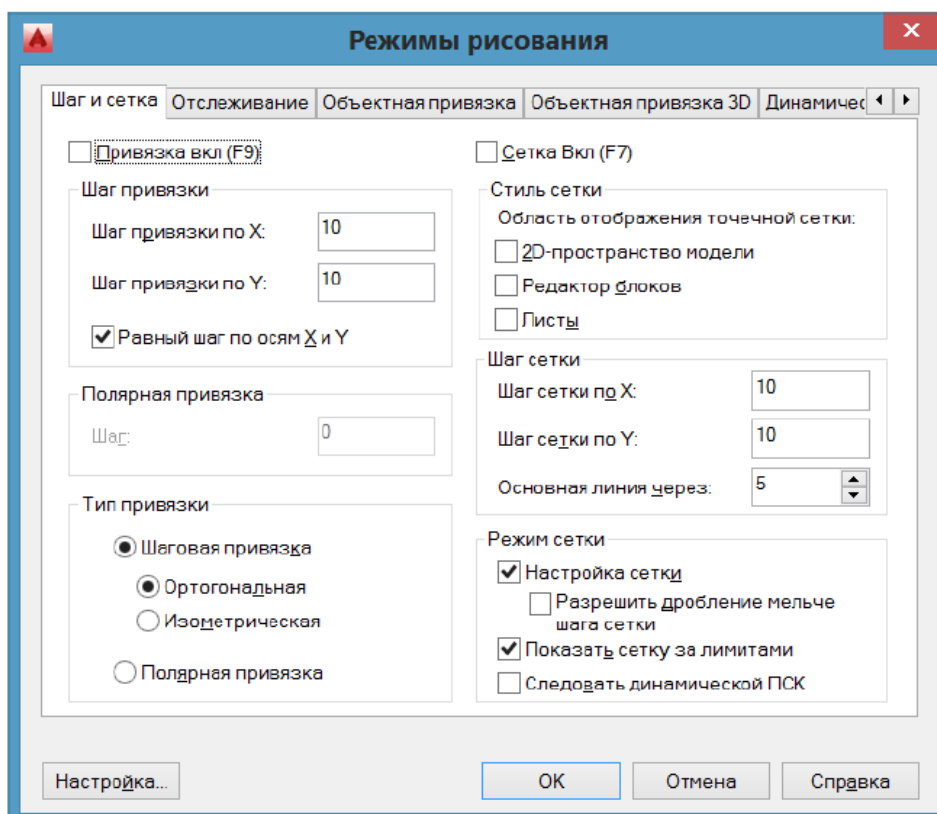 Режимы рисования
Шаг и сетка
Отслеживание
Объектная привязка
Объектная привязка 3D
Динамичес
Привязка вкл (F9)
Шаг привязки
Шаг привязки по X:
10
Шаг привязки по Y:
10
Равный шаг по осям X и Y
Полярная привязка
Шаг:
0
Тип привязки
Шаговая привязка
Ортогональная
Изометрическая
Полярная привязка
Сетка Вкл (F7)
Стиль сетки
Область отображения точечной сетки:
2D-пространство модели
Редактор блоков
Листы
Шаг сетки
Шаг сетки по X:
10
Шаг сетки по Y:
10
Основная линия через:
5
Режим сетки
Настройка сетки
Разрешить дробление мельче
шага сетки
Показать сетку за лимитами
Следовать динамической ПСК
Настройка...
OK
Отмена
Справка